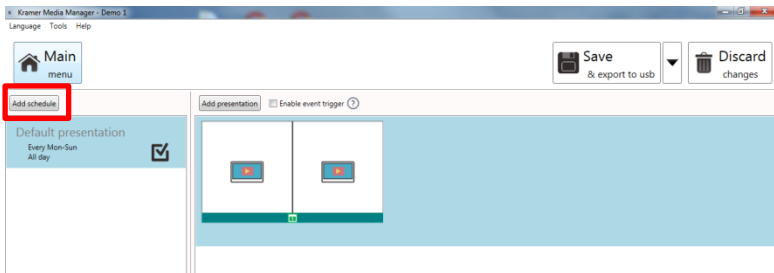 Kramer Media Manager - Demo 1
Language Tools Help
Main
menu
Save
& export to usb
Discard
changes
Add schedule
Add presentation Enable event trigger ?
Default presentation
Every Mon-Sun
All day